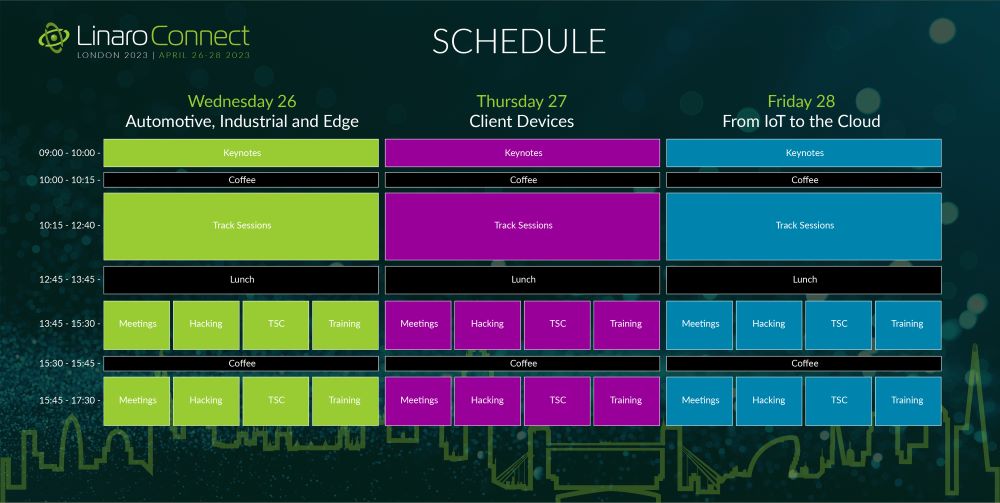 Linaro Connect
LONDON 2023 | APRIL 26-28 2023
SCHEDULE
Wednesday 26 Thursday 27 Friday 28
Automotive, Industrial and Edge Client Devices From IoT to the Cloud
09:00 - 10:00 - Keynotes Keynotes Keynotes
10:00 - 10:15 - Coffee Coffee Coffee
10:15 - 12:40 - Track Sessions Track Sessions Track Sessions
12:45 - 13:45 - Lunch Lunch Lunch
13:45 - 15:30 - Meetings Hacking TSC Training Meetings Hacking TSC Training Meetings Hacking TSC Training
15:30 - 15:45 - Coffee Coffee Coffee
15:45 - 17:30 - Meetings Hacking TSC Training Meetings Hacking TSC Training Meetings Hacking TSC Training